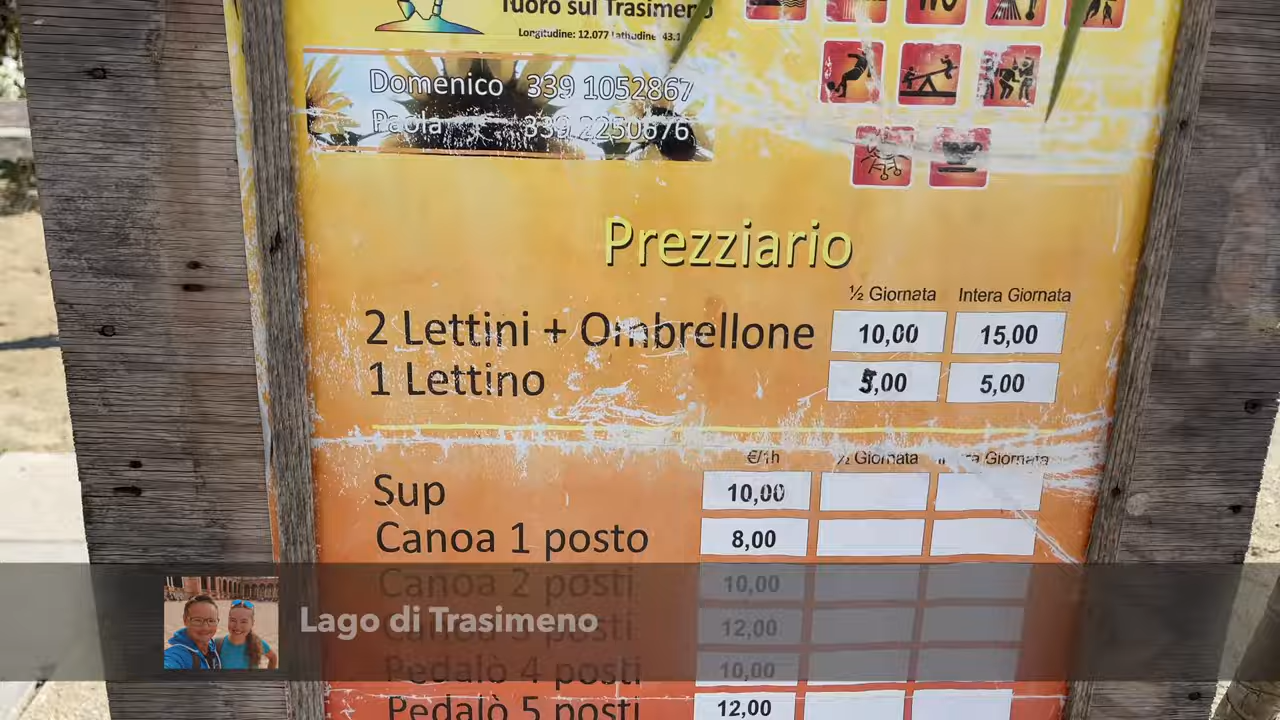 Tuoro sul Trasimeno
Longitudine: 12.077 Latitudine 43.1
Domenico 339 1052867
Paola 339 2250676
Prezziario
½ Giornata Intera Giornata
2 Lettini + Ombrellone 10,00 15,00
1 Lettino 5,00 5,00
€/1h ½ Giornata Intera Giornata
Sup 10,00
Canoa 1 posto 8,00
Canoa 2 posti 10,00
Canoa 3 posti 12,00
Lago di Trasimeno
Pedalò 4 posti 10,00
Pedalò 5 posti 12,00